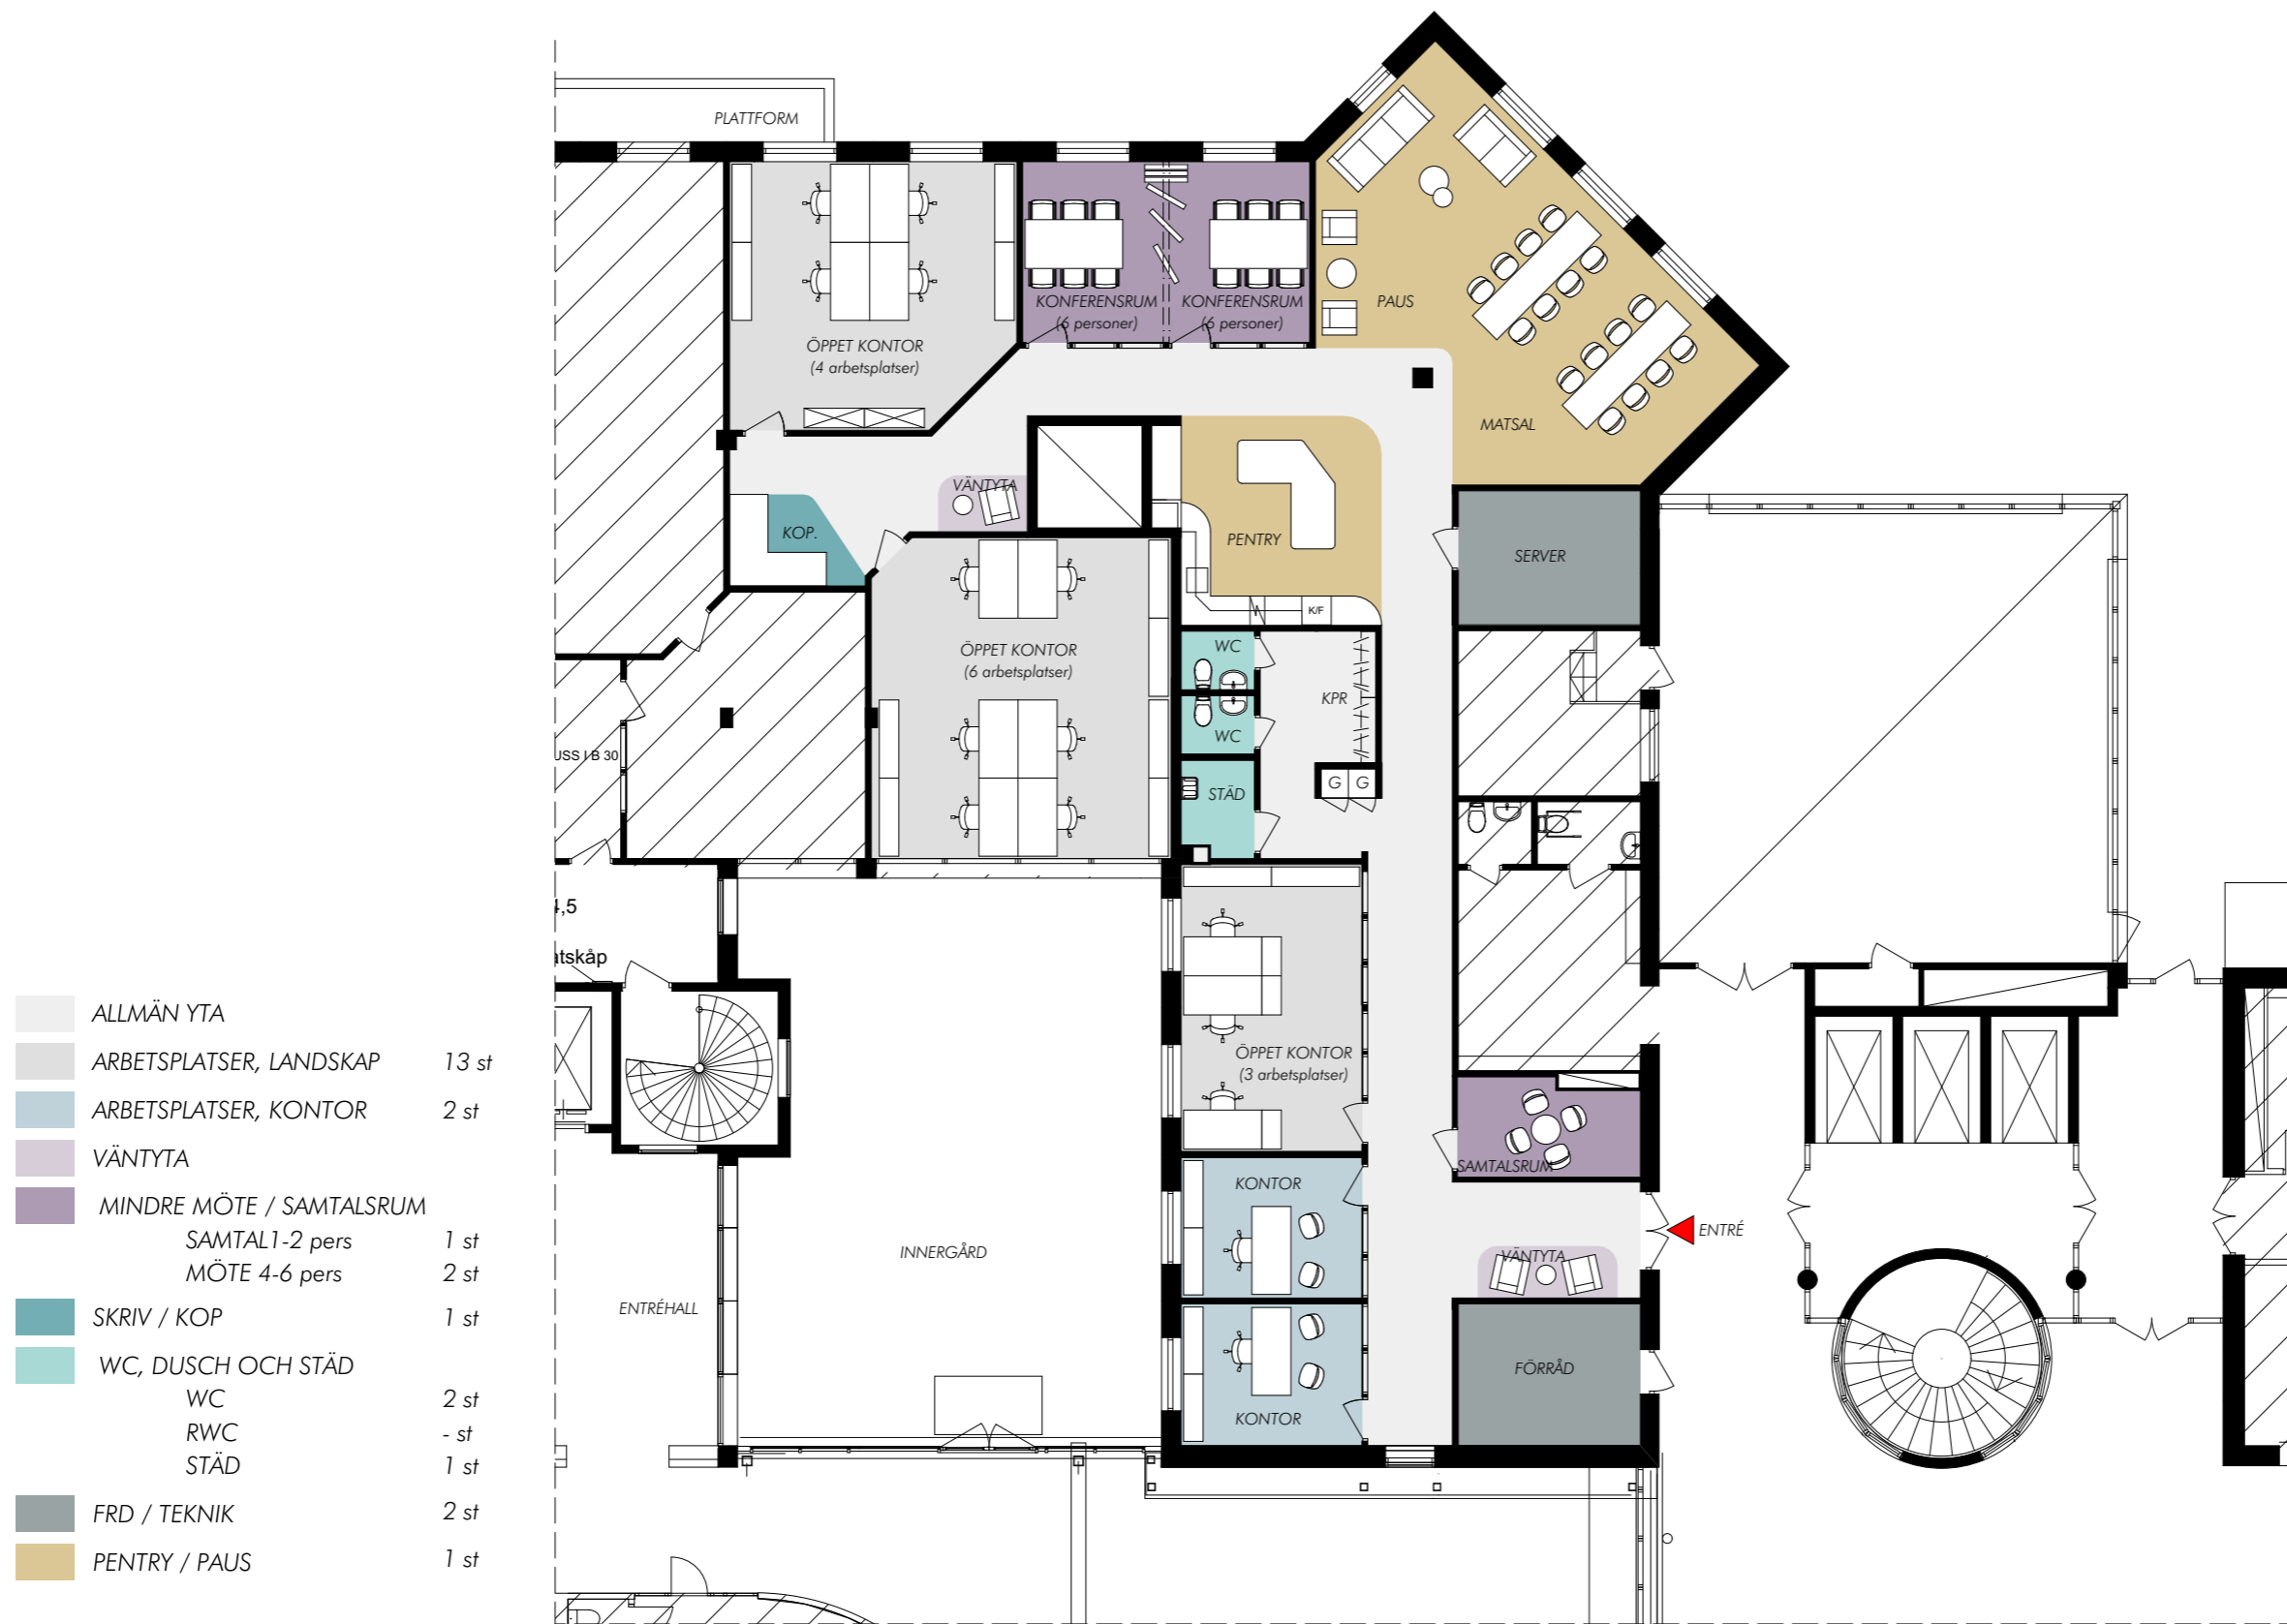 PLATTFORM
KONFERENSRUM
(6 personer)
KONFERENSRUM
(6 personer)
PAUS
ÖPPET KONTOR
(4 arbetsplatser)
MATSAL
VÄNTYTA
KOP.
PENTRY
SERVER
K/F
ÖPPET KONTOR
(6 arbetsplatser)
WC
KPR
WC
USS I B 30
G G
STÄD
4,5
atskåp
ÖPPET KONTOR
(3 arbetsplatser)
SAMTALSRUM
KONTOR
ENTRÉ
VÄNTYTA
INNERGÅRD
ENTRÉHALL
FÖRRÅD
KONTOR
ALLMÄN YTA
ARBETSPLATSER, LANDSKAP 13 st
ARBETSPLATSER, KONTOR 2 st
VÄNTYTA
MINDRE MÖTE / SAMTALSRUM
SAMTAL1-2 pers 1 st
MÖTE 4-6 pers 2 st
SKRIV / KOP 1 st
WC, DUSCH OCH STÄD
WC 2 st
RWC - st
STÄD 1 st
FRD / TEKNIK 2 st
PENTRY / PAUS 1 st